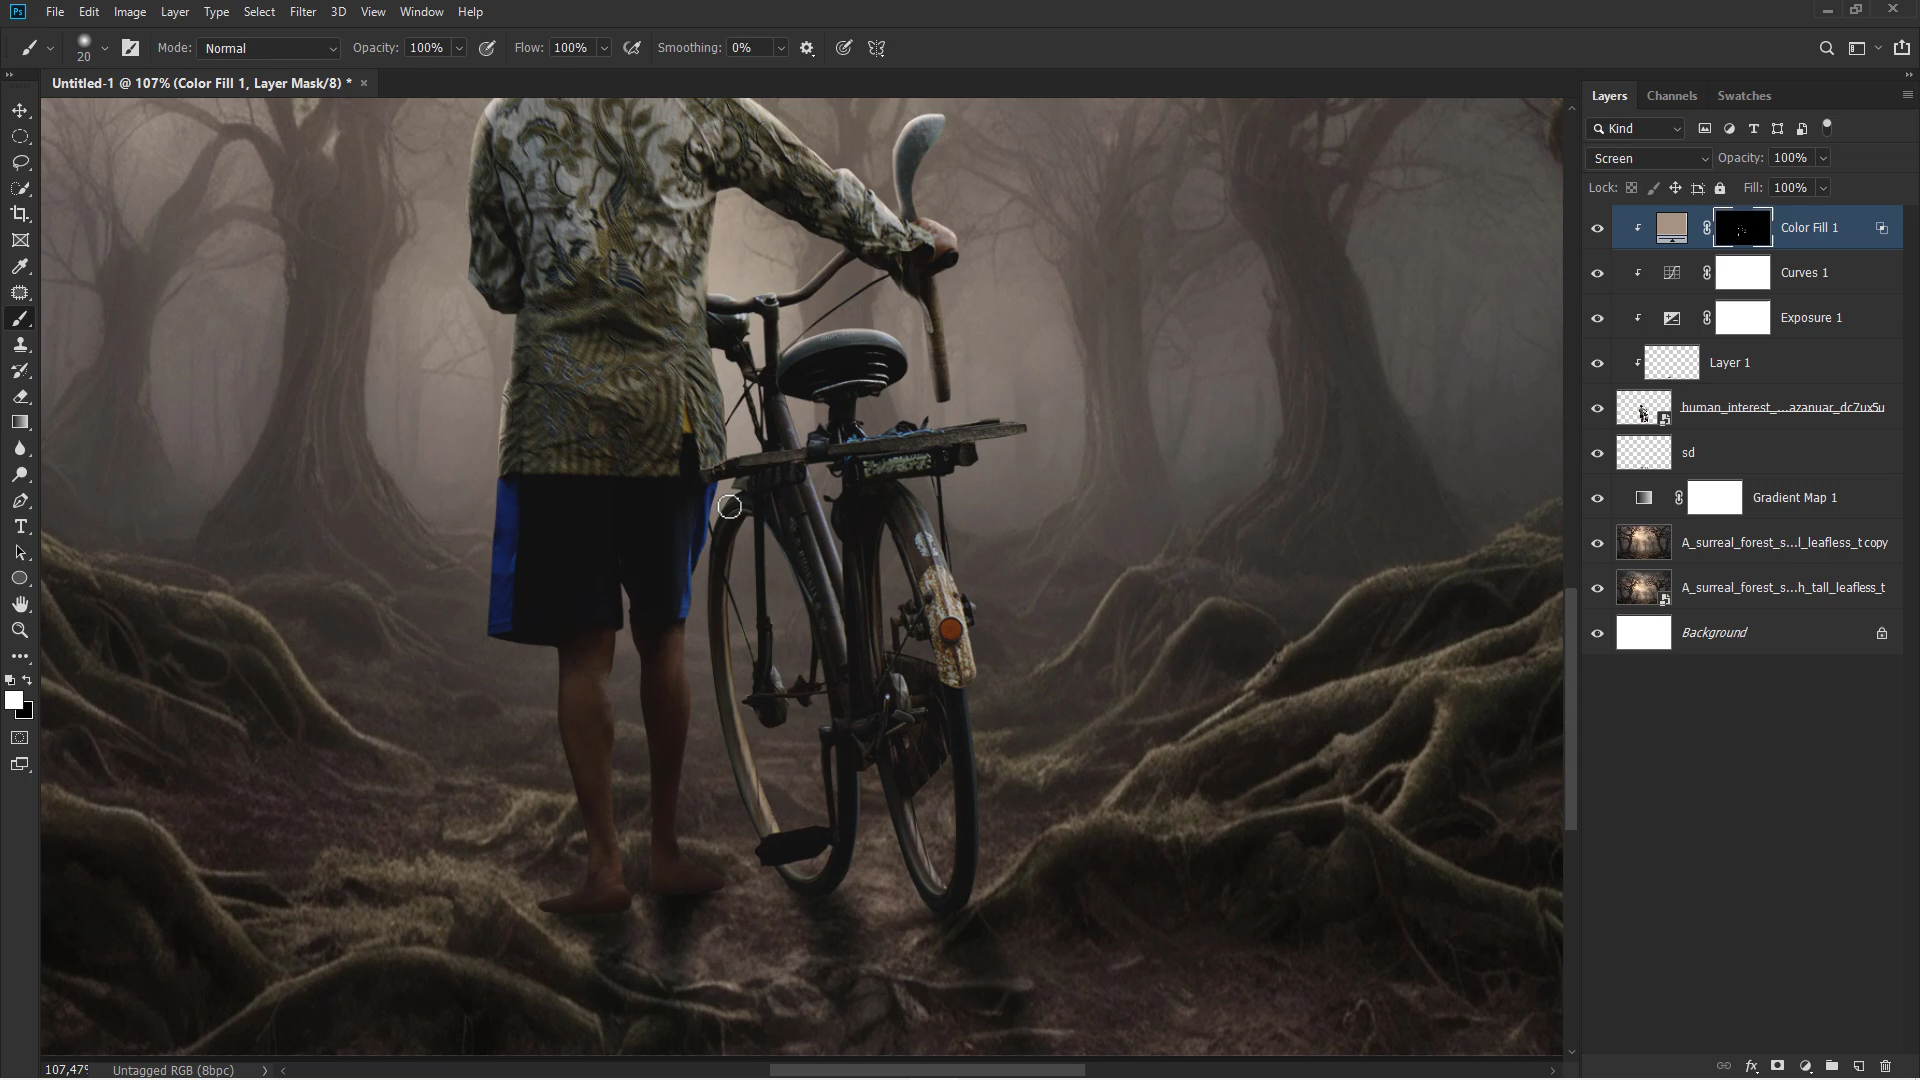 Ps File Edit Image Layer Type Select Filter 3D View Window Help
20 Mode: Normal Opacity: 100% Flow: 100% Smoothing: 0%
Untitled-1 @ 107% (Color Fill 1, Layer Mask/8) * ×
Layers Channels Swatches
Kind
Screen Opacity: 100%
Lock: Fill: 100%
Color Fill 1
Curves 1
Exposure 1
Layer 1
human_interest_...azanuar_dc7ux5u
sd
Gradient Map 1
A_surreal_forest_s...l_leafless_t copy
A_surreal_forest_s...h_tall_leafless_t
Background
107,47% Untagged RGB (8bpc)